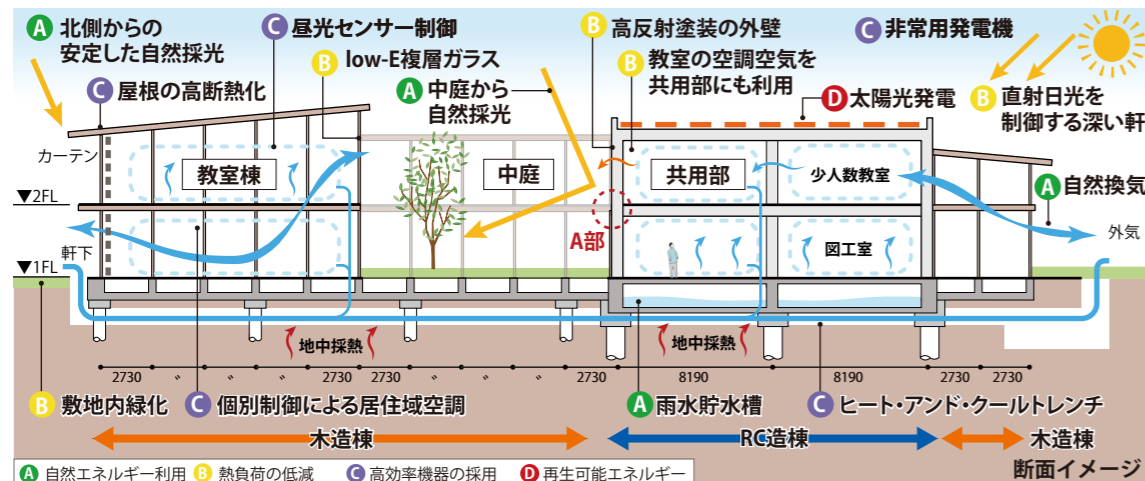 A 北側からの
安定した自然採光
C 昼光センサー制御
B low-E複層ガラス
B 高反射塗装の外壁
B 教室の空調空気を
共用部にも利用
C 非常用発電機
C 屋根の高断熱化
A 中庭から
自然採光
D 太陽光発電
B 直射日光を
制御する深い軒
カーテン
教室棟
中庭
共用部
少人数教室
A 自然換気
▼2FL
A部
外気
軒下
図工室
▼1FL
地中採熱
地中採熱
2730 〃 〃 〃 2730 2730 〃 〃 〃 2730 8190 8190 2730 2730
B 敷地内緑化
C 個別制御による居住域空調
A 雨水貯水槽
C ヒート・アンド・クールトレンチ
木造棟
RC造棟
木造棟
A 自然エネルギー利用 B 熱負荷の低減 C 高効率機器の採用 D 再生可能エネルギー
断面イメージ